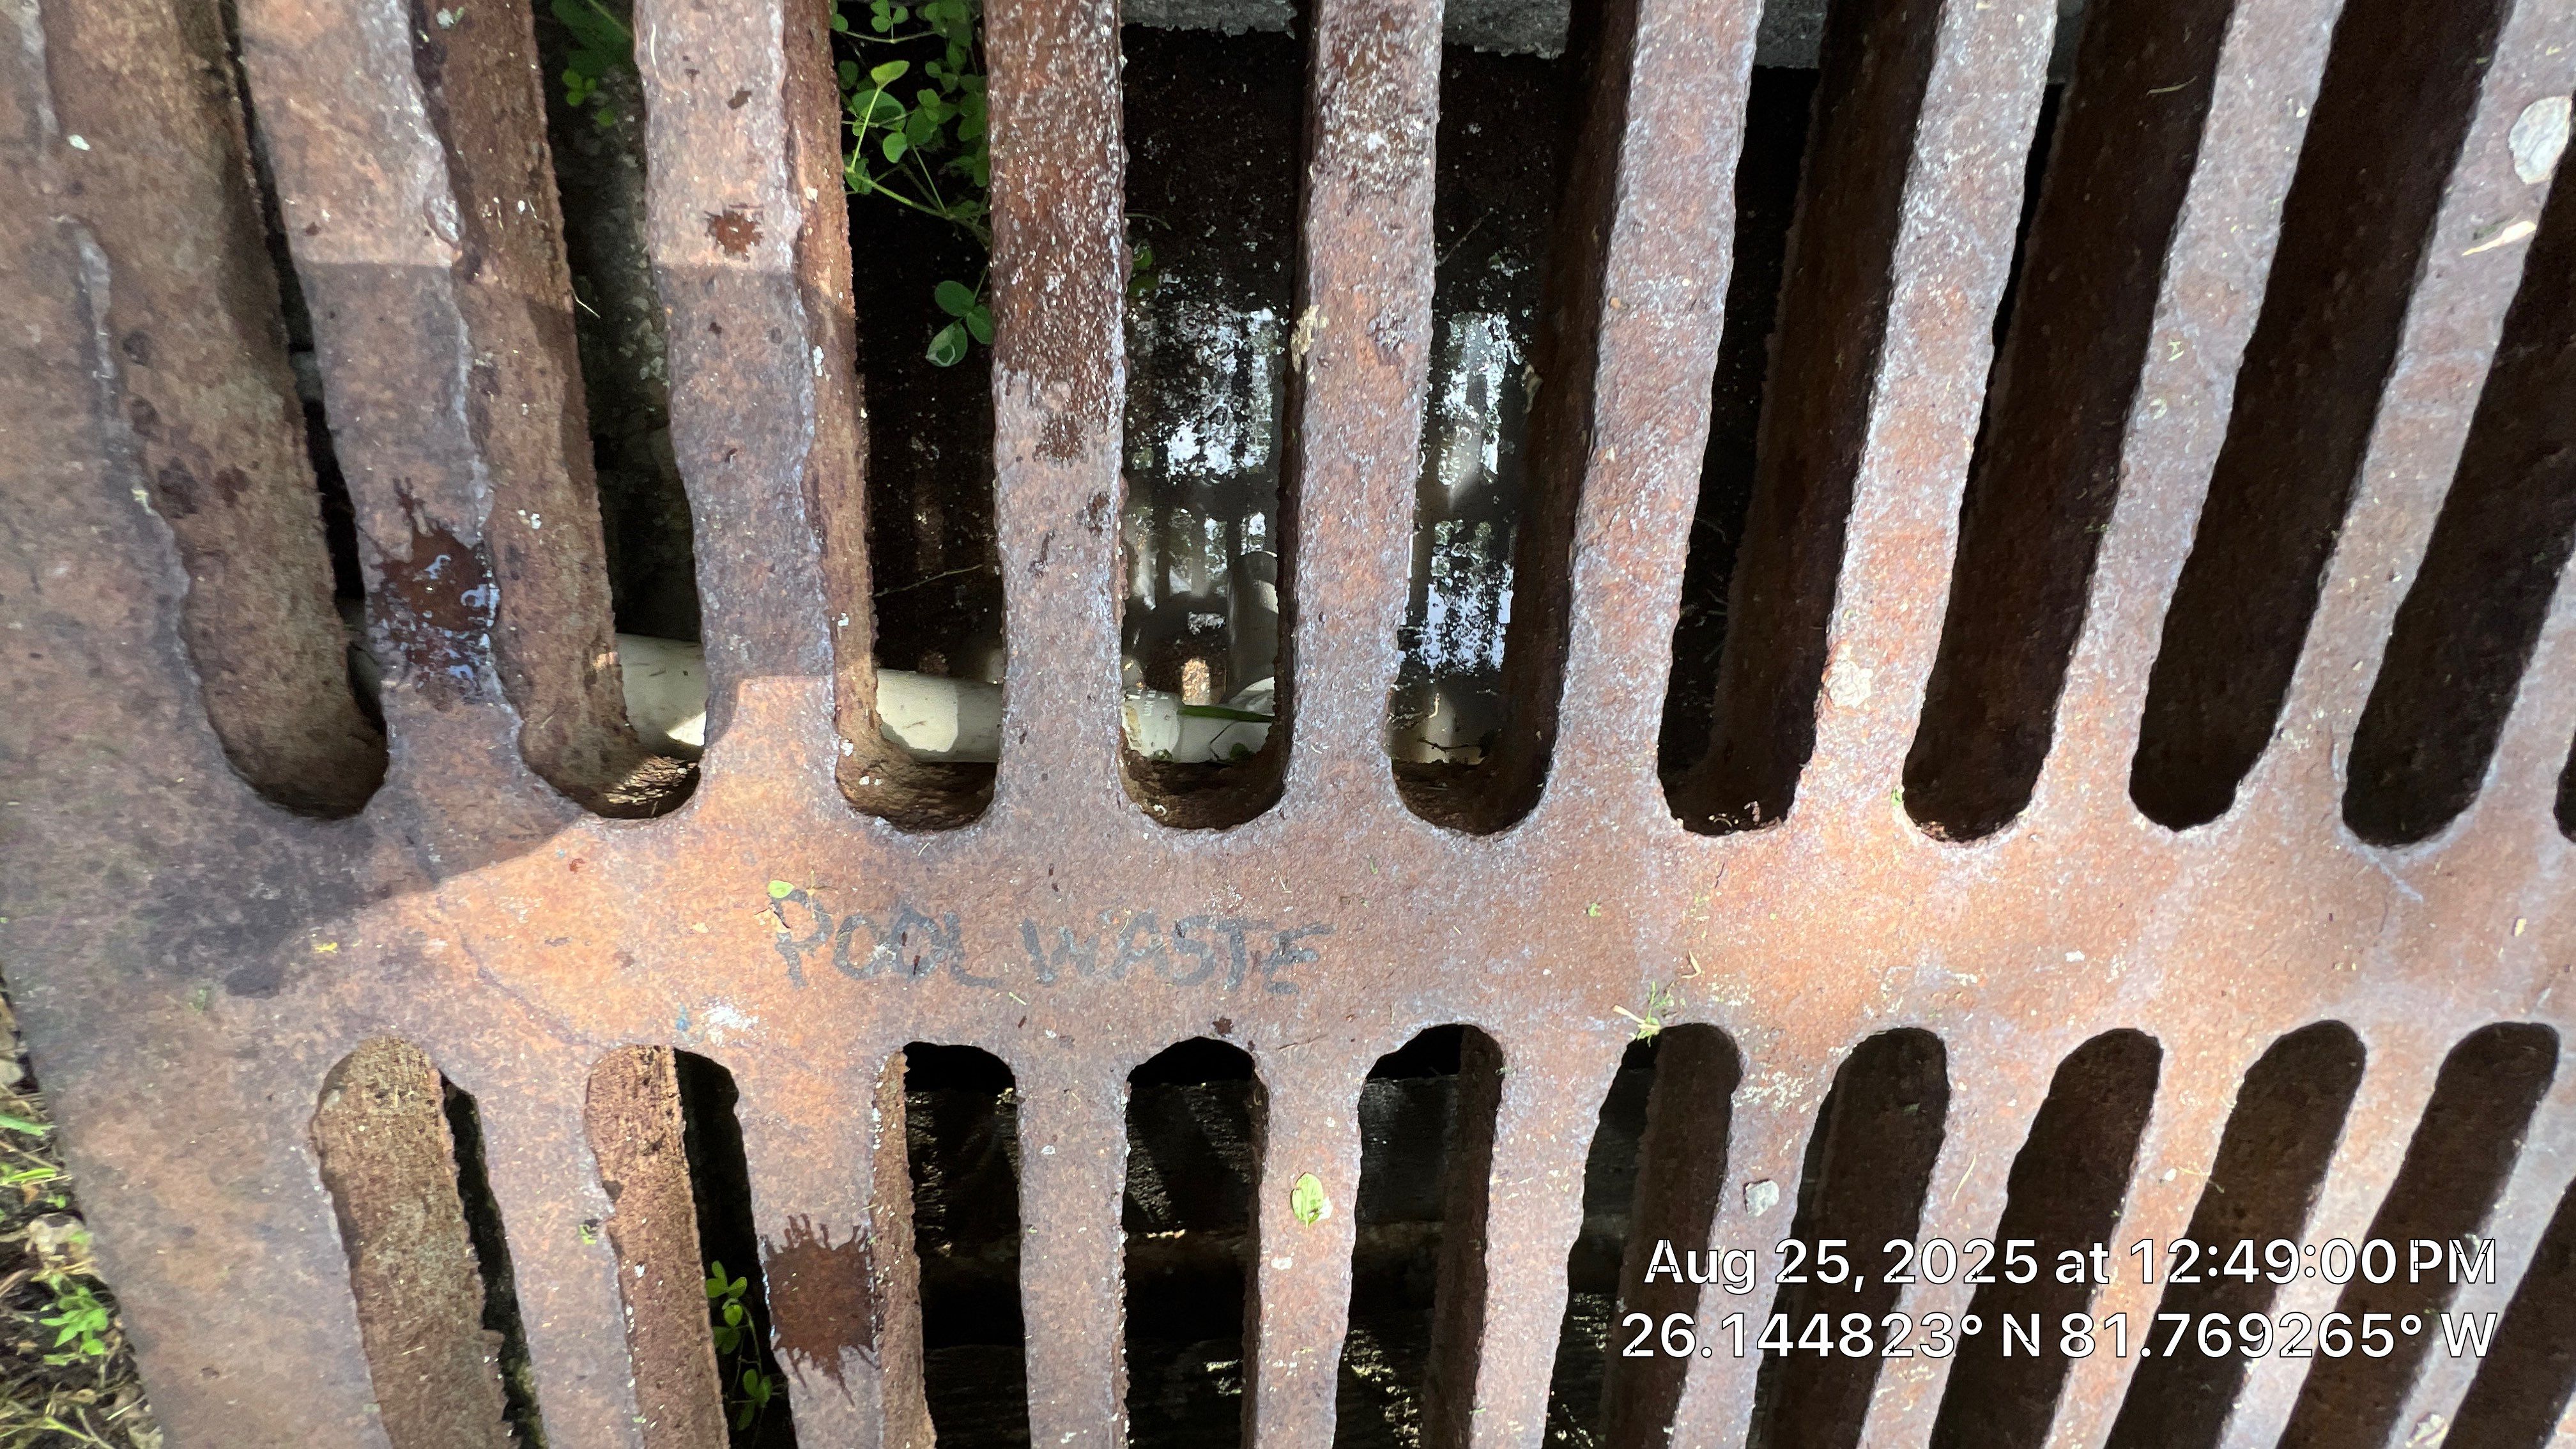 POOL WASTE
Aug 25, 2025 at 12:49:00 PM
26.144823° N 81.769265° W